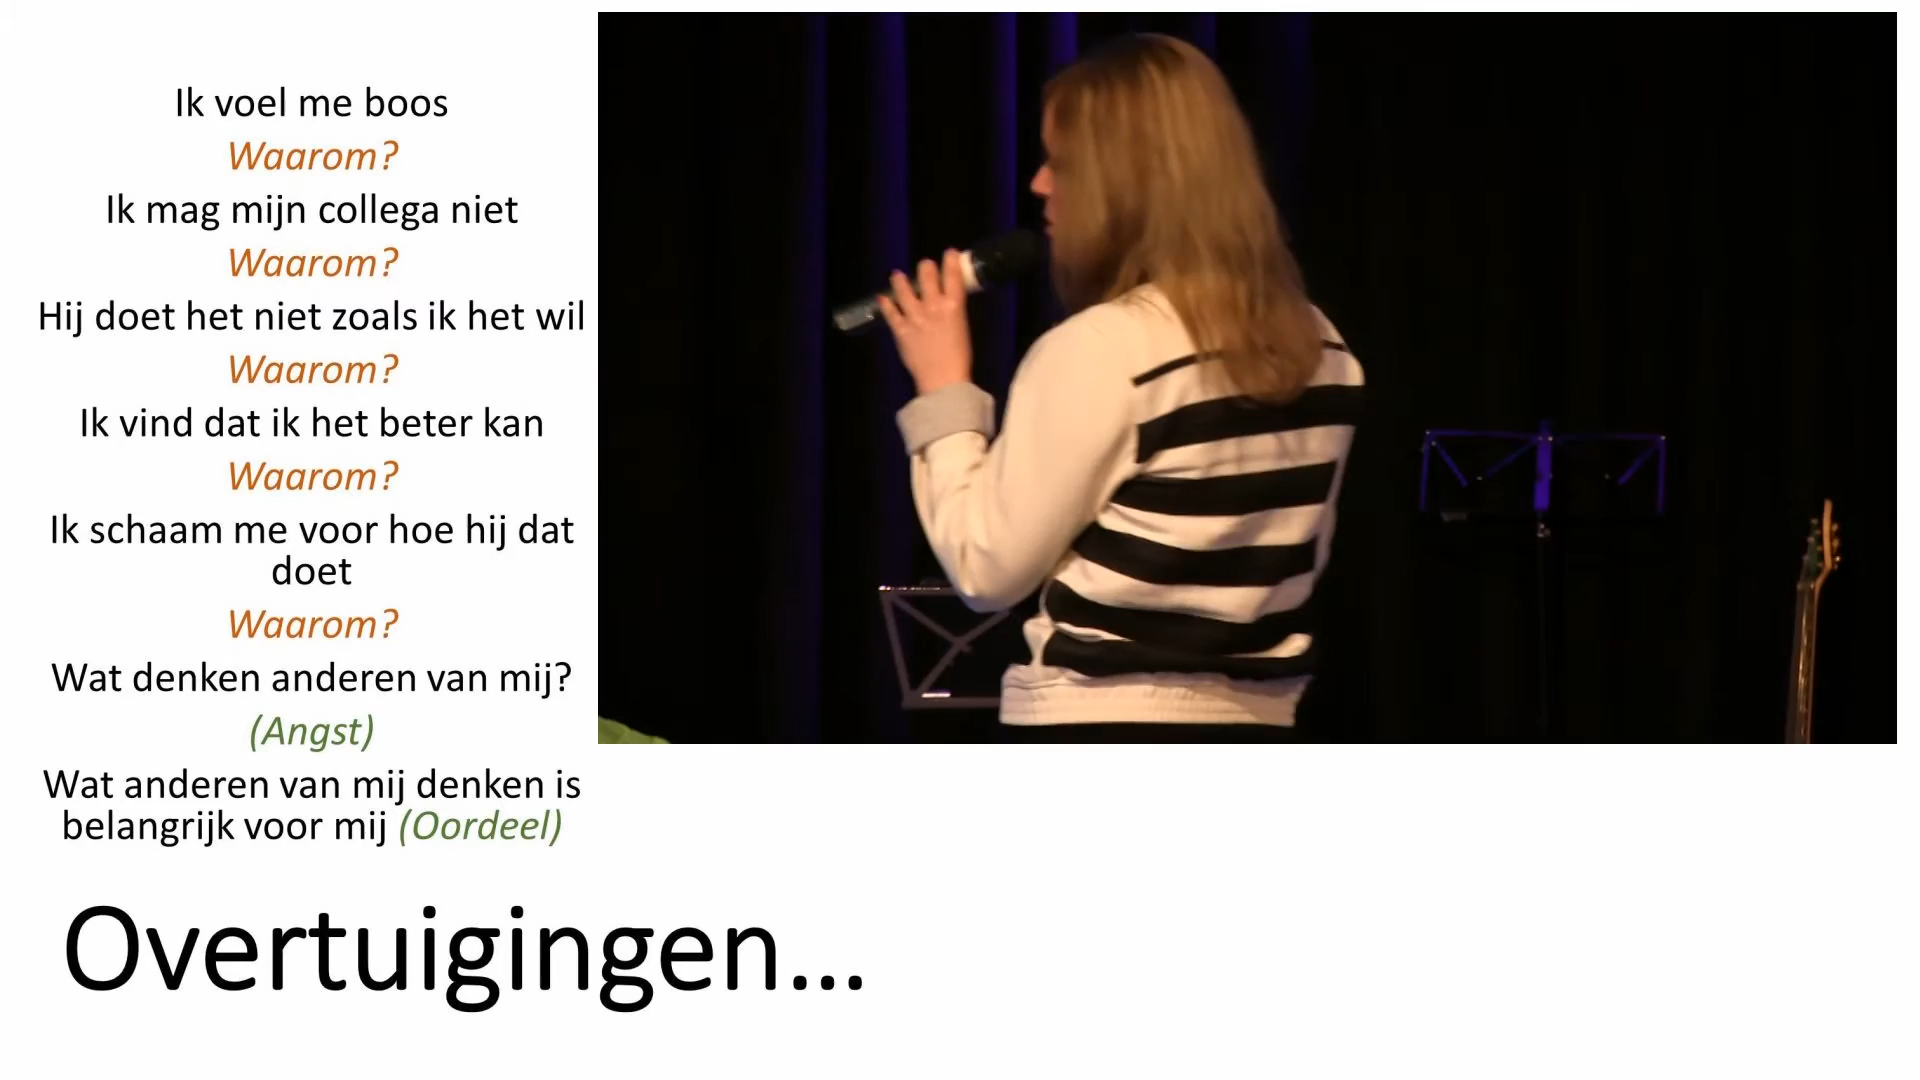 Ik voel me boos
Waarom?
Ik mag mijn collega niet
Waarom?
Hij doet het niet zoals ik het wil
Waarom?
Ik vind dat ik het beter kan
Waarom?
Ik schaam me voor hoe hij dat
doet
Waarom?
Wat denken anderen van mij?
(Angst)
Wat anderen van mij denken is
belangrijk voor mij (Oordeel)
Overtuigingen...